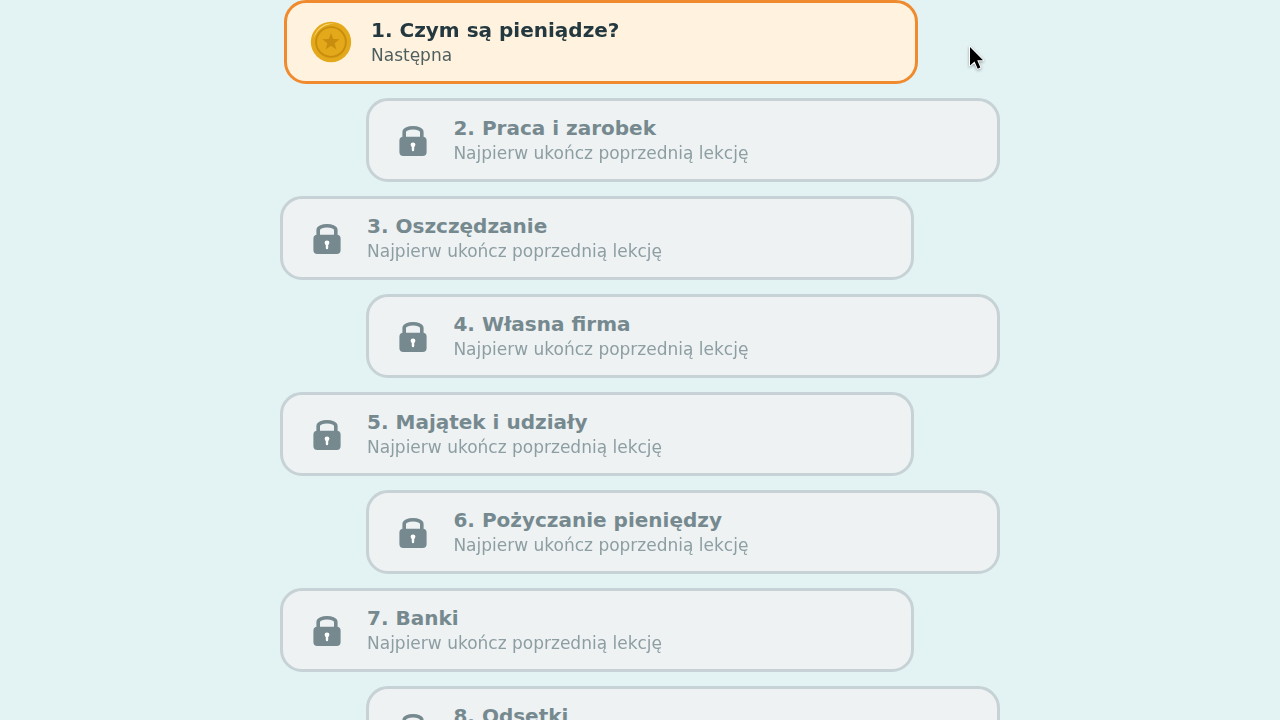 1. Czym są pieniądze?
Następna
2. Praca i zarobek
Najpierw ukończ poprzednią lekcję
3. Oszczędzanie
Najpierw ukończ poprzednią lekcję
4. Własna firma
Najpierw ukończ poprzednią lekcję
5. Majątek i udziały
Najpierw ukończ poprzednią lekcję
6. Pożyczanie pieniędzy
Najpierw ukończ poprzednią lekcję
7. Banki
Najpierw ukończ poprzednią lekcję
8. Odsetki